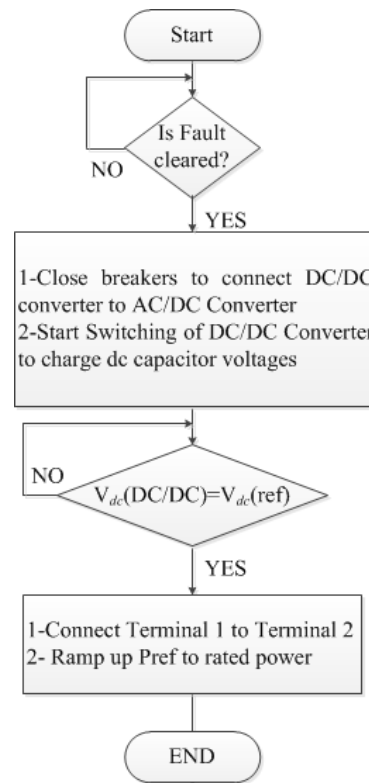 Start
Is Fault
cleared?
NO
YES
1-Close breakers to connect DC/DC
converter to AC/DC Converter
2-Start Switching of DC/DC Converter
to charge dc capacitor voltages
NO
Vdc(DC/DC)=Vdc(ref)
YES
1-Connect Terminal 1 to Terminal 2
2- Ramp up Pref to rated power
END